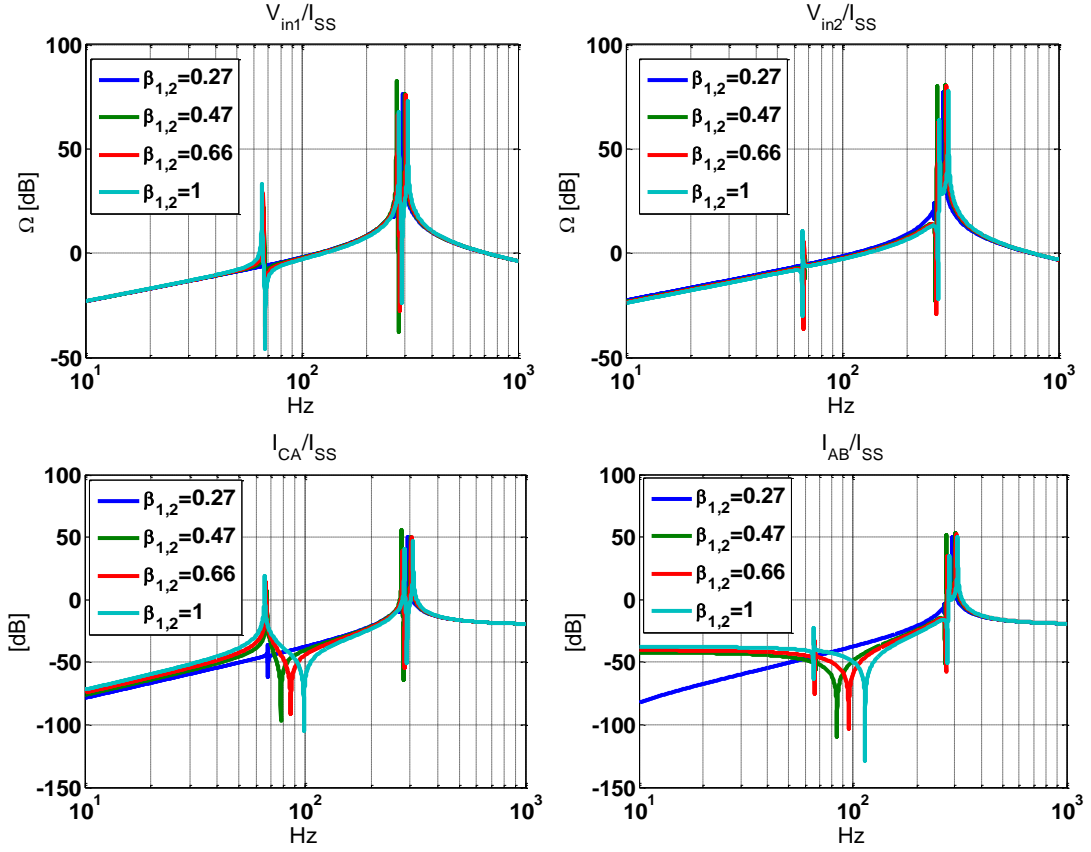 V_in1/I_SS
100
50
0
-50
Ω [dB]
β_1,2=0.27
β_1,2=0.47
β_1,2=0.66
β_1,2=1
10^1
10^2
10^3
Hz
V_in2/I_SS
100
50
0
-50
Ω [dB]
β_1,2=0.27
β_1,2=0.47
β_1,2=0.66
β_1,2=1
10^1
10^2
10^3
Hz
I_CA/I_SS
100
50
0
-50
-100
-150
[dB]
β_1,2=0.27
β_1,2=0.47
β_1,2=0.66
β_1,2=1
10^1
10^2
10^3
Hz
I_AB/I_SS
100
50
0
-50
-100
-150
[dB]
β_1,2=0.27
β_1,2=0.47
β_1,2=0.66
β_1,2=1
10^1
10^2
10^3
Hz